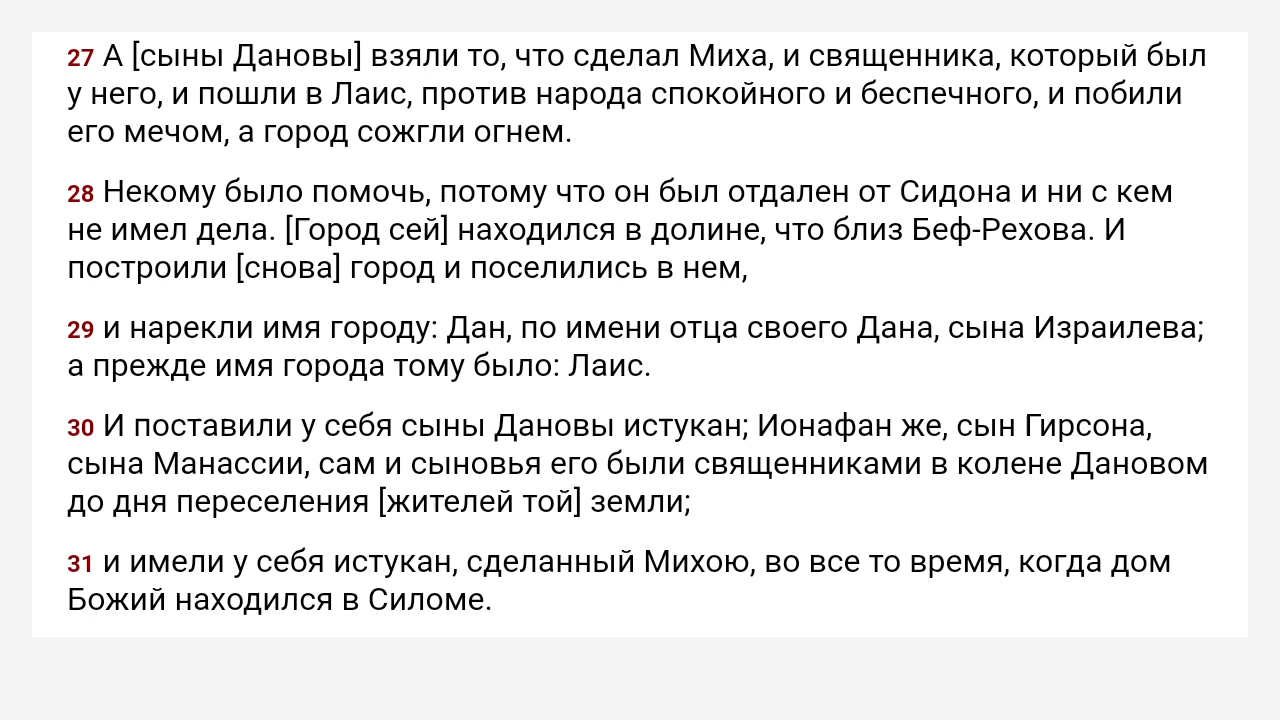 27 А [сыны Дановы] взяли то, что сделал Миха, и священника, который был
у него, и пошли в Лаис, против народа спокойного и беспечного, и побили
его мечом, а город сожгли огнем.
28 Некому было помочь, потому что он был отдален от Сидона и ни с кем
не имел дела. [Город сей] находился в долине, что близ Беф-Рехова. И
построили [снова] город и поселились в нем,
29 и нарекли имя городу: Дан, по имени отца своего Дана, сына Израилева;
а прежде имя города тому было: Лаис.
30 И поставили у себя сыны Дановы истукан; Ионафан же, сын Гирсона,
сына Манассии, сам и сыновья его были священниками в колене Дановом
до дня переселения [жителей той] земли;
31 и имели у себя истукан, сделанный Михою, во все то время, когда дом
Божий находился в Силоме.